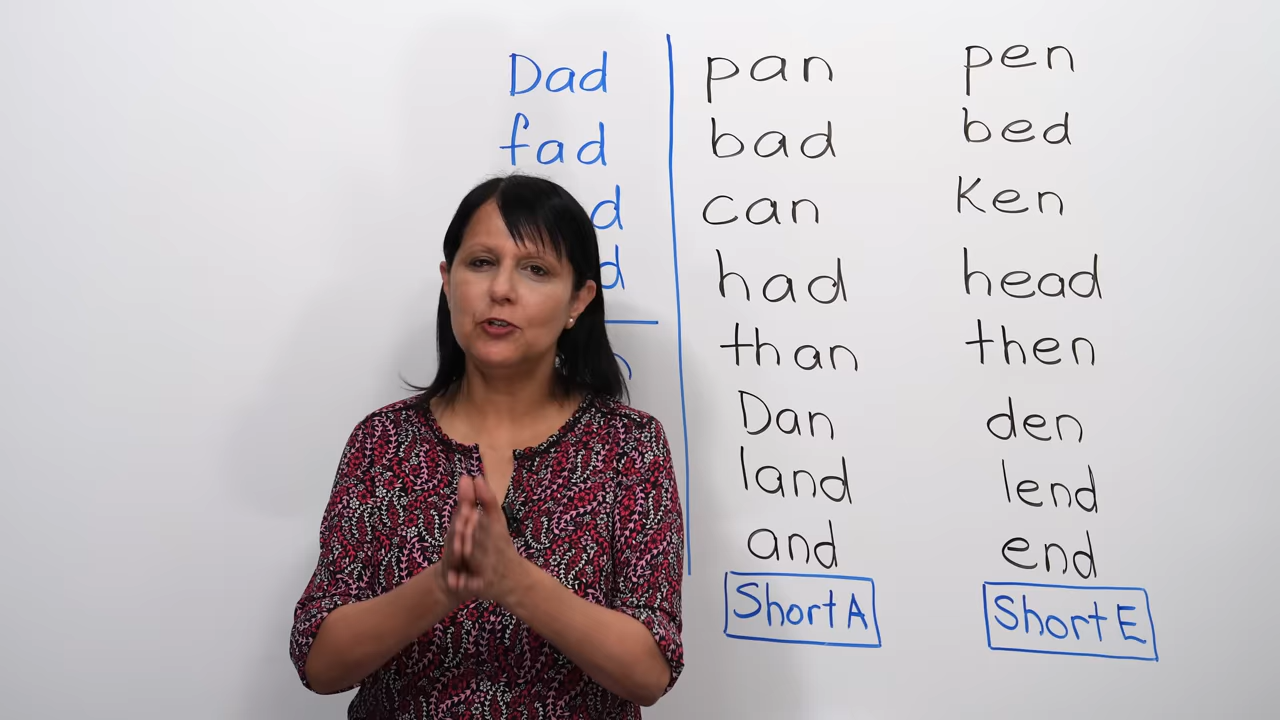 Dad pan pen
fad bad bed
can Ken
had head
than then
Dan den
land lend
and end
Short A Short E